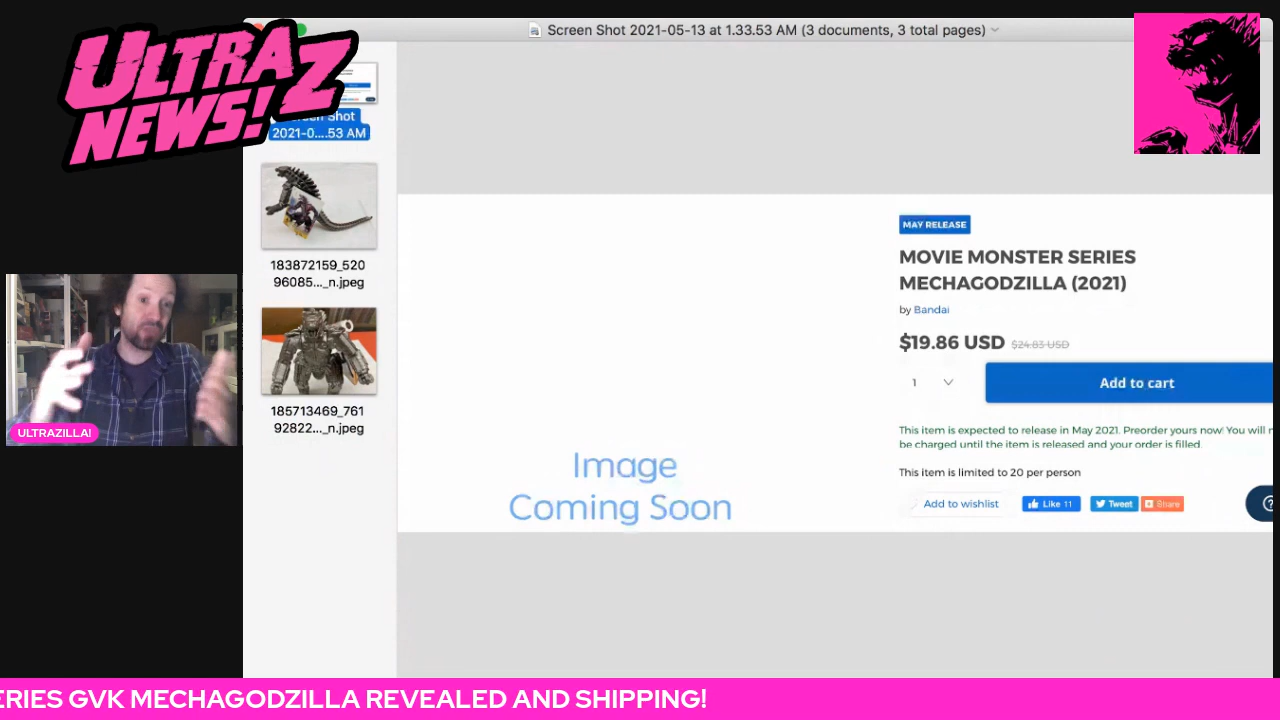 ULTRAZ
NEWS!
Screen Shot 2021-05-13 at 1.33.53 AM (3 documents, 3 total pages)
Shot
2021-0....53 AM
183872159_520
96085..._n.jpeg
185713469_761
92822..._n.jpeg
MAY RELEASE
MOVIE MONSTER SERIES
MECHAGODZILLA (2021)
by Bandai
$19.86 USD $24.83 USD
1
Add to cart
This item is expected to release in May 2021. Preorder yours now! You will
be charged until the item is released and your order is filled.
This item is limited to 20 per person
Add to wishlist
Like 11
Tweet
Share
Image
Coming Soon
ULTRAZILLA!
ERIES GVK MECHAGODZILLA REVEALED AND SHIPPING!